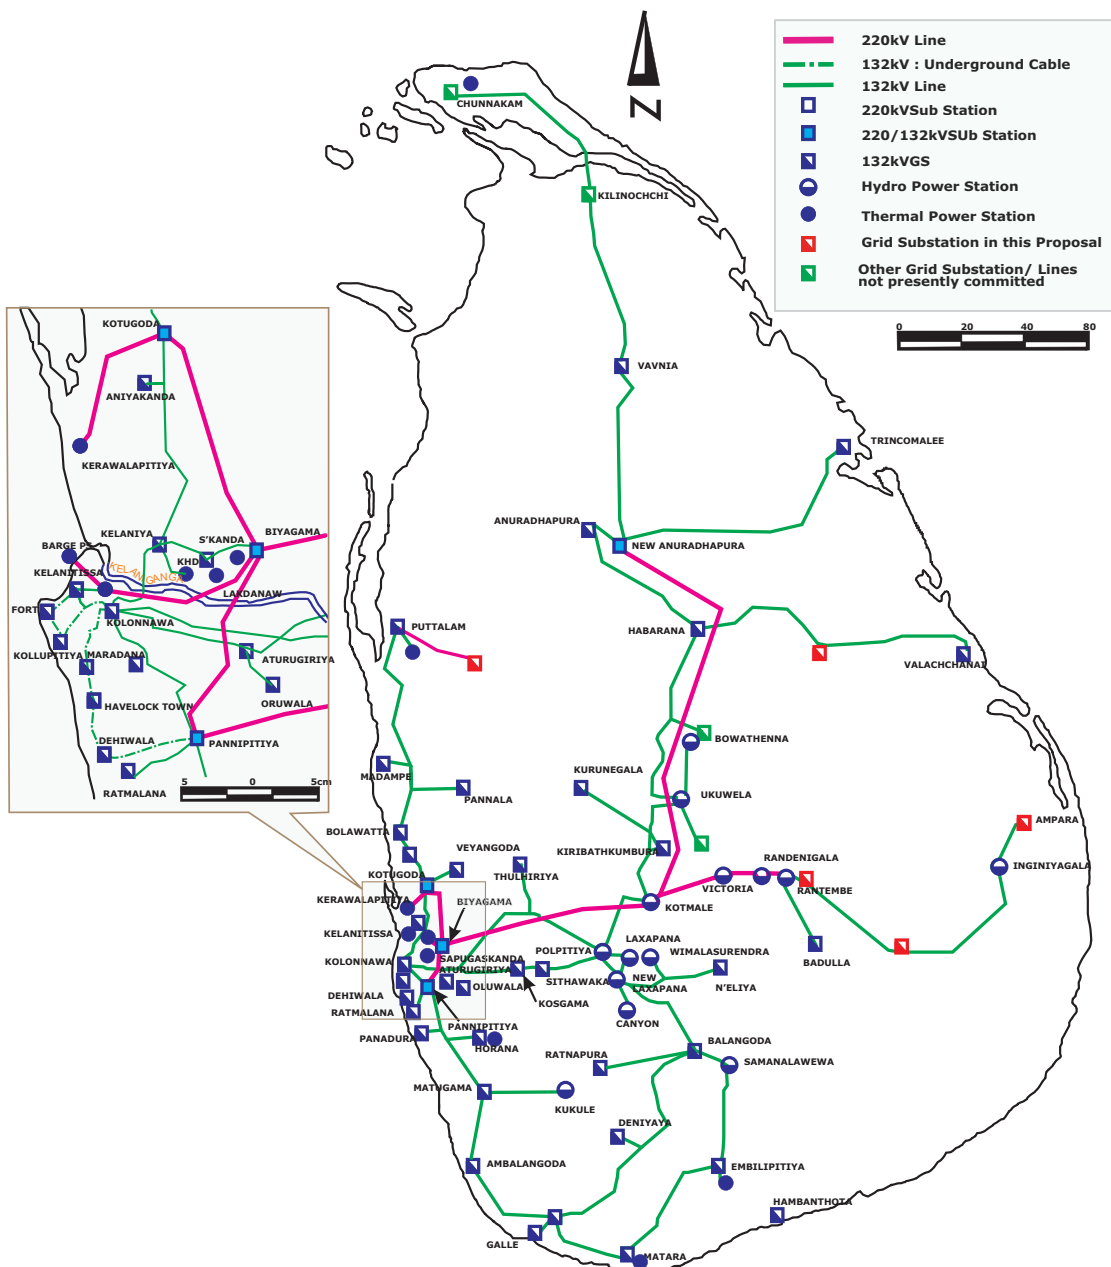 220kV Line
132kV : Underground Cable
132kV Line
220kVSub Station
220/132kVSUb Station
132kVGS
Hydro Power Station
Thermal Power Station
Grid Substation in this Proposal
Other Grid Substation/ Lines
not presently committed
0 20 40 80
N
CHUNNAKAM
KILINOCHCHI
VAVNIA
TRINCOMALEE
ANURADHAPURA
NEW ANURADHAPURA
HABARANA
VALACHCHANAI
PUTTALAM
BOWATHENNA
KURUNEGALA
UKUWELA
MADAMPE
PANNALA
AMPARA
BOLAWATTA
VEYANGODA
THULHIRIYA
KIRIBATHKUMBURA
RANDENIGALA
INGINIYAGALA
KOTUGODA
VICTORIA
RANTEMBE
KERAWALAPITIYA
BIYAGAMA
KOTMALE
KELANITISSA
POLPITIYA
LAXAPANA
WIMALASURENDRA
BADULLA
KOLONNAWA
SAPUGASKANDA
ATURUGIRIYA
SITHAWAKA
NEW
LAXAPANA
N'ELIYA
OLUWALA
KOSGAMA
DEHIWALA
RATMALANA
CANYON
PANNIPITIYA
PANADURA
HORANA
BALANGODA
RATNAPURA
SAMANALAWEWA
MATUGAMA
KUKULE
DENIYAYA
AMBALANGODA
EMBILIPITIYA
HAMBANTHOTA
GALLE
MATARA
KOTUGODA
ANIYAKANDA
KERAWALAPITIYA
KELANIYA
S'KANDA
BIYAGAMA
BARGE PS
KHD
KELANITISSA
KELANI GANGA
LAKDANAW
FORT
KOLONNAWA
KOLLUPITIYA
MARADANA
ATURUGIRIYA
ORUWALA
HAVELOCK TOWN
DEHIWALA
PANNIPITIYA
RATMALANA
5 0 5cm